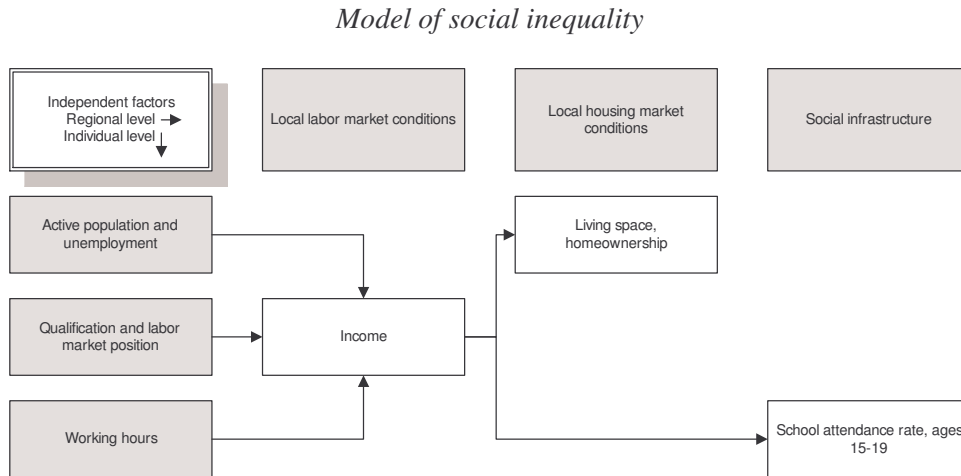 Model of social inequality
Independent factors
Regional level
Individual level
Local labor market conditions
Local housing market
conditions
Social infrastructure
Active population and
unemployment
Living space,
homeownership
Qualification and labor
market position
Income
Working hours
School attendance rate, ages
15-19